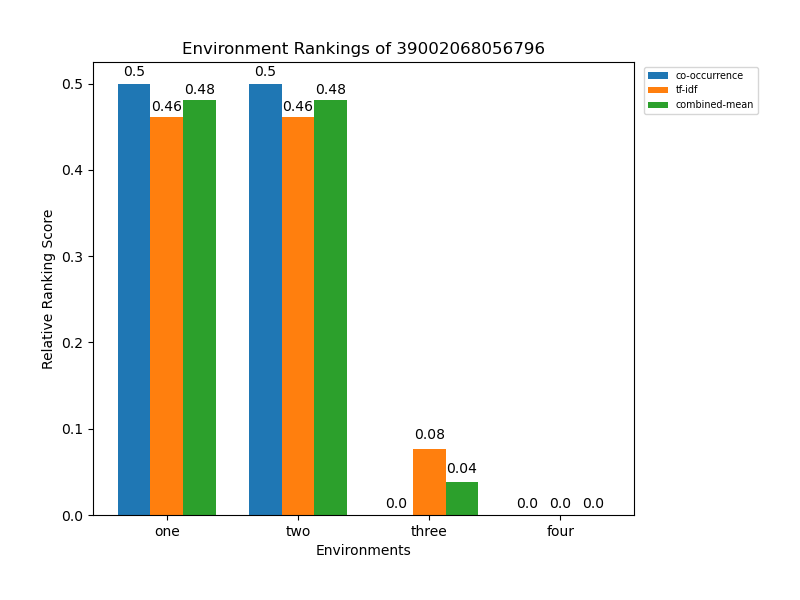 Environment Rankings of 39002068056796
co-occurrence
tf-idf
combined-mean
0.5
0.46
0.48
0.5
0.46
0.48
0.0
0.08
0.04
0.0 0.0 0.0
Relative Ranking Score
0.5
0.4
0.3
0.2
0.1
0.0
one two three four
Environments